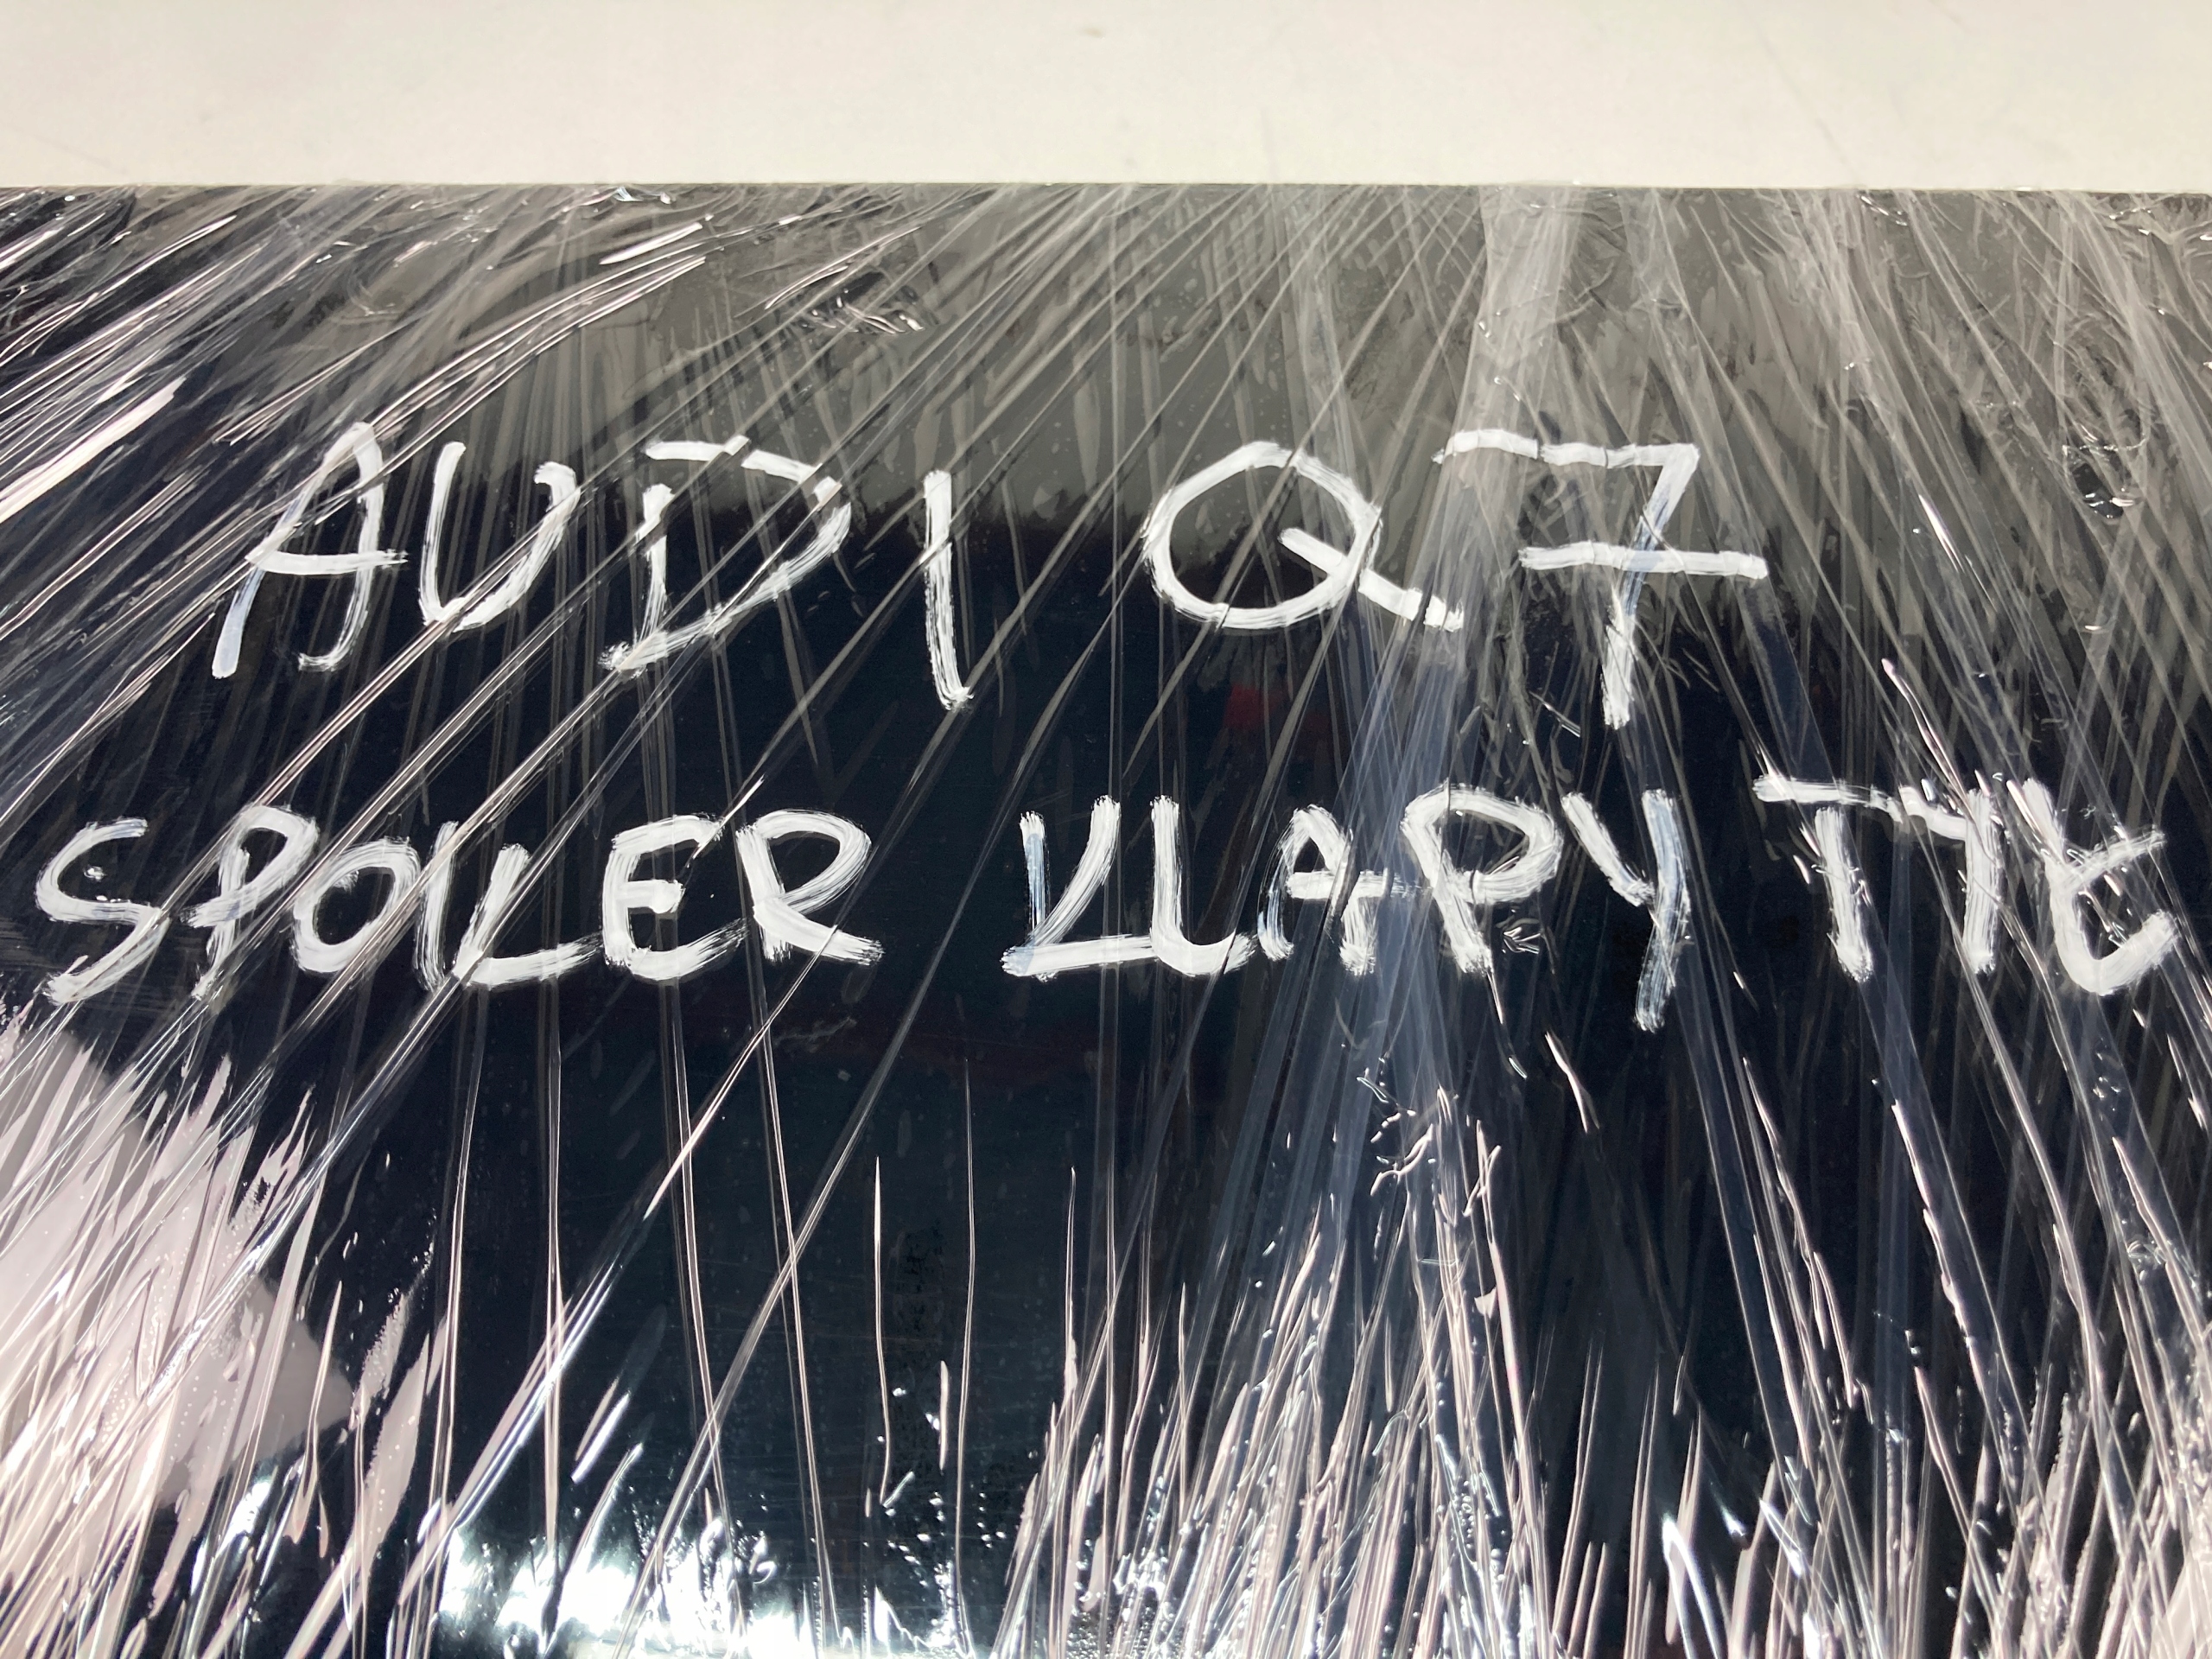 AUDI Q7
SPOILER KLAPY TYŁ